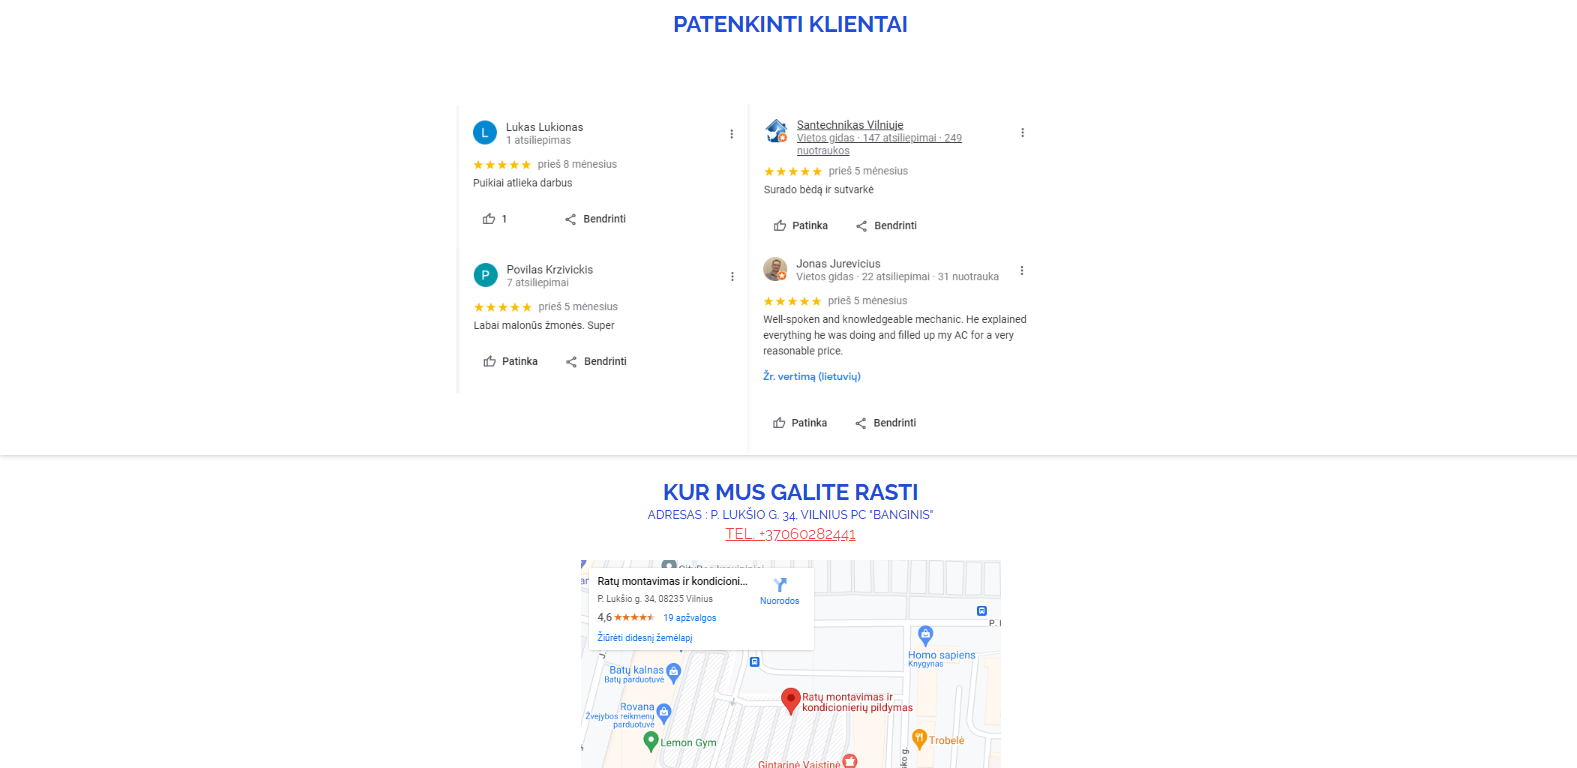 PATENKINTI KLIENTAI
L
Lukas Lukionas
1 atsiliepimas
prieš 8 mėnesius
Puikiai atlieka darbus
1 Bendrinti
P
Povilas Krzivickis
7 atsiliepimai
prieš 5 mėnesius
Labai malonūs žmonės. Super
Patinka Bendrinti
Santechnikas Vilniuje
Vietos gidas · 147 atsiliepimai · 249
nuotraukos
prieš 5 mėnesius
Surado bėdą ir sutvarkė
Patinka Bendrinti
Jonas Jurevicius
Vietos gidas · 22 atsiliepimai · 31 nuotrauka
prieš 5 mėnesius
Well-spoken and knowledgeable mechanic. He explained
everything he was doing and filled up my AC for a very
reasonable price.
Žr. vertimą (lietuvių)
Patinka Bendrinti
KUR MUS GALITE RASTI
ADRESAS : P. LUKŠIO G. 34, VILNIUS PC "BANGINIS"
TEL. +37060282441
Ratų montavimas ir kondicioni...
P. Lukšio g. 34, 08235 Vilnius
Nuorodos
4,6 19 apžvalgos
Žiūrėti didesnį žemėlapį
P.
Homo sapiens
Knygynas
Batų kalnas
Batų parduotuvė
Ratų montavimas ir
kondicionierių pildymas
Rovana
Žvejybos reikmenų
parduotuvė
Lemon Gym
Trobelė
Gintarinė Vaistinė